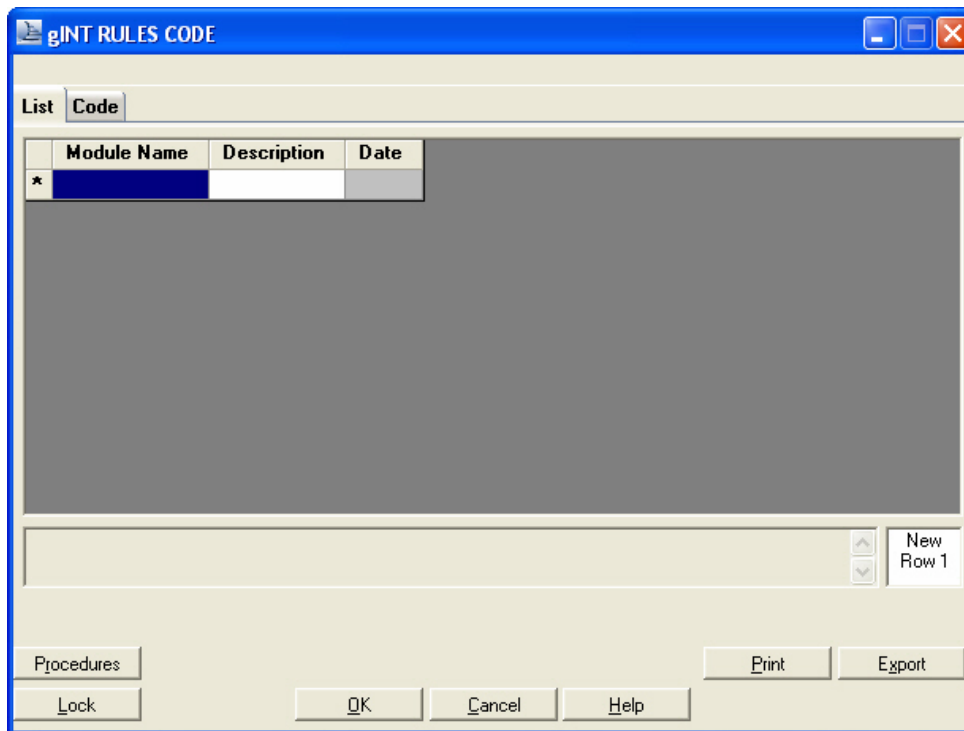 gINT RULES CODE
List Code
Module Name Description Date
*
New
Row 1
Procedures Print Export
Lock OK Cancel Help